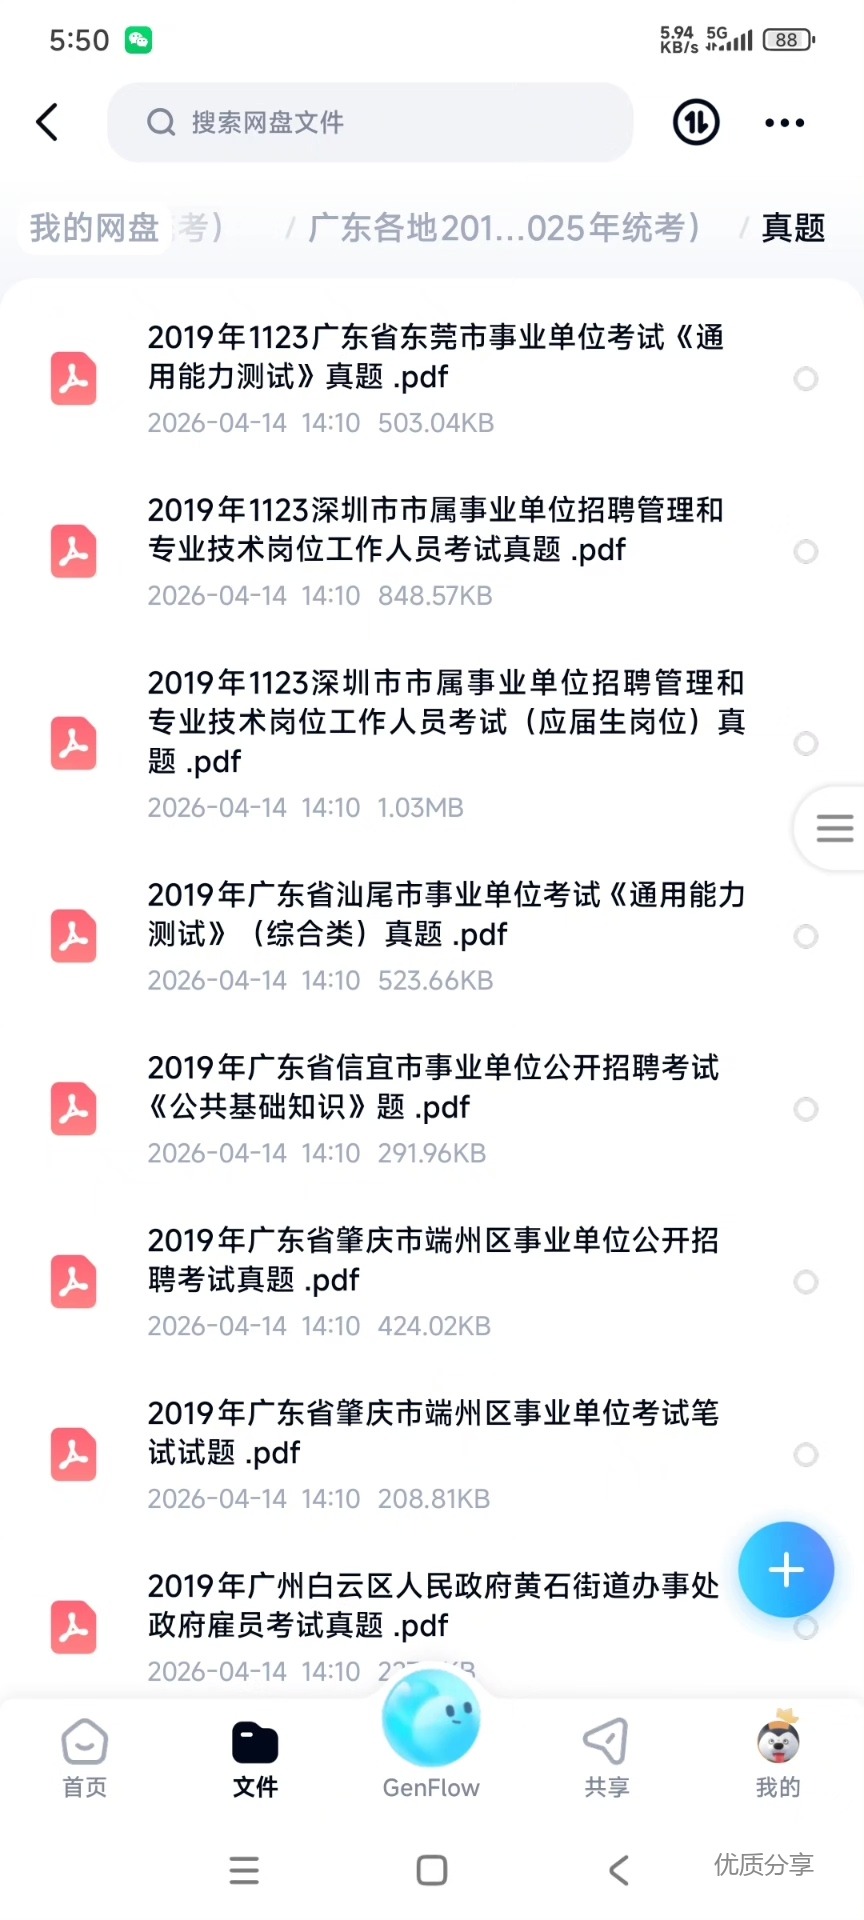 5:50
5.94 KB/s 5G 88
搜索网盘文件
我的网盘 考） / 广东各地201...025年统考） / 真题
2019年1123广东省东莞市事业单位考试《通
用能力测试》真题 .pdf
2026-04-14 14:10 503.04KB
2019年1123深圳市市属事业单位招聘管理和
专业技术岗位工作人员考试真题 .pdf
2026-04-14 14:10 848.57KB
2019年1123深圳市市属事业单位招聘管理和
专业技术岗位工作人员考试（应届生岗位）真
题 .pdf
2026-04-14 14:10 1.03MB
2019年广东省汕尾市事业单位考试《通用能力
测试》（综合类）真题 .pdf
2026-04-14 14:10 523.66KB
2019年广东省信宜市事业单位公开招聘考试
《公共基础知识》题 .pdf
2026-04-14 14:10 291.96KB
2019年广东省肇庆市端州区事业单位公开招
聘考试真题 .pdf
2026-04-14 14:10 424.02KB
2019年广东省肇庆市端州区事业单位考试笔
试试题 .pdf
2026-04-14 14:10 208.81KB
2019年广州白云区人民政府黄石街道办事处
政府雇员考试真题 .pdf
2026-04-14 14:10
首页 文件 GenFlow 共享 我的
优质分享